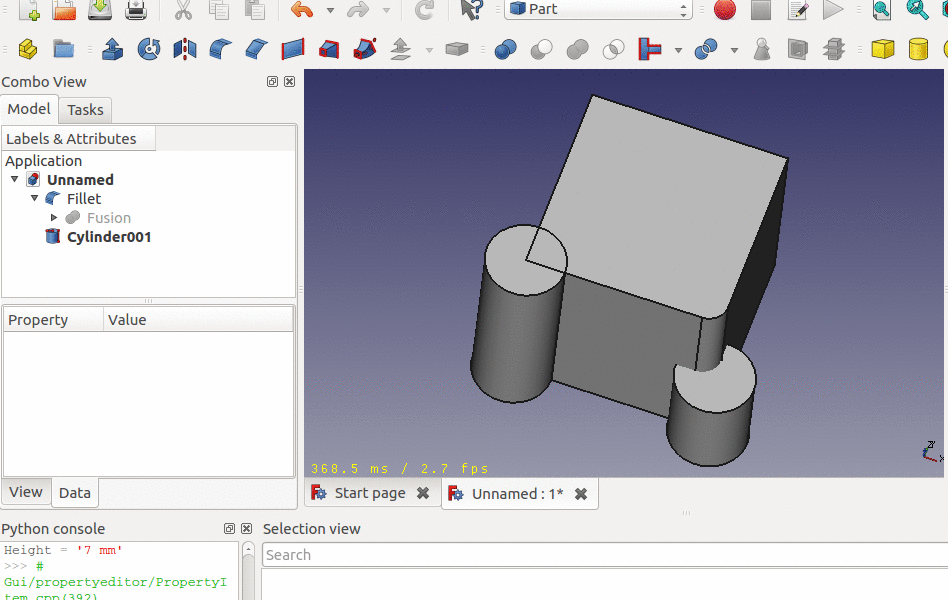 Part
Combo View
Model Tasks
Labels & Attributes
Application
Unnamed
Fillet
Fusion
Cylinder001
Property Value
368.5 ms / 2.7 fps
View Data
Start page
Unnamed : 1*
Python console
Selection view
Height = '7 mm'
Search
>>> #
Gui/propertyeditor/PropertyI
tem.cpp(392)